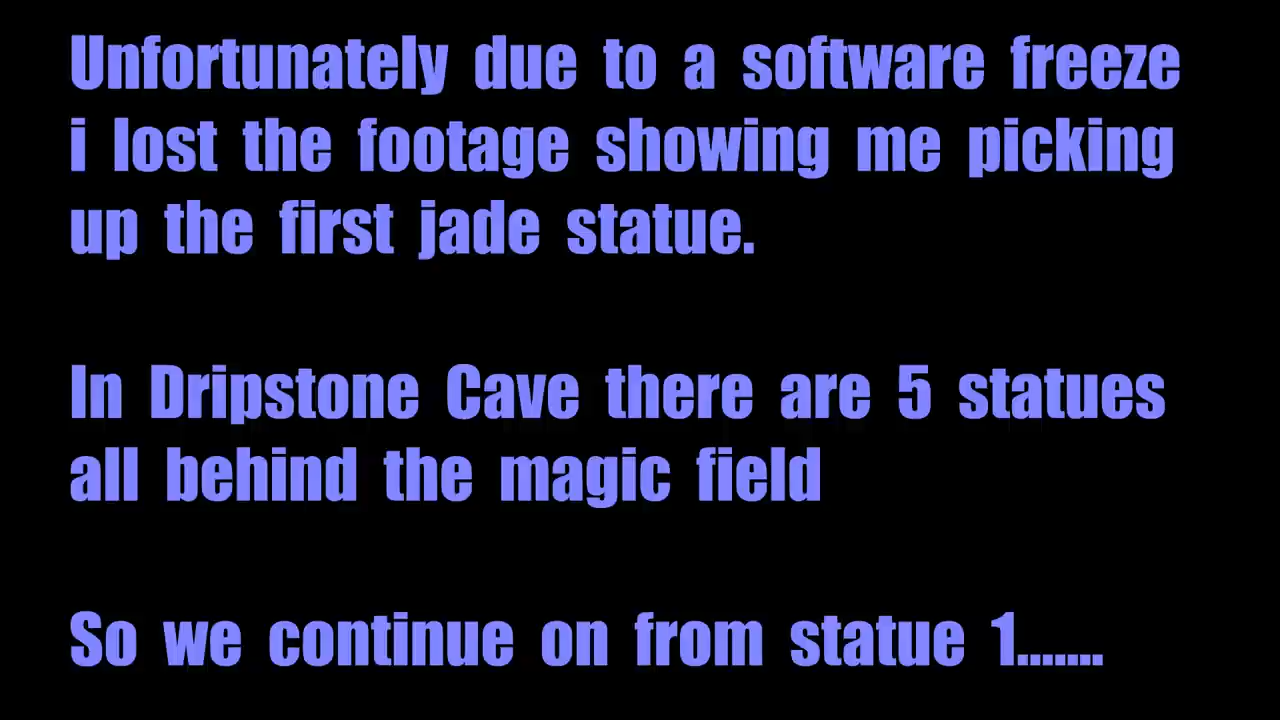 Unfortunately due to a software freeze
i lost the footage showing me picking
up the first jade statue.
In Dripstone Cave there are 5 statues
all behind the magic field
So we continue on from statue 1.......